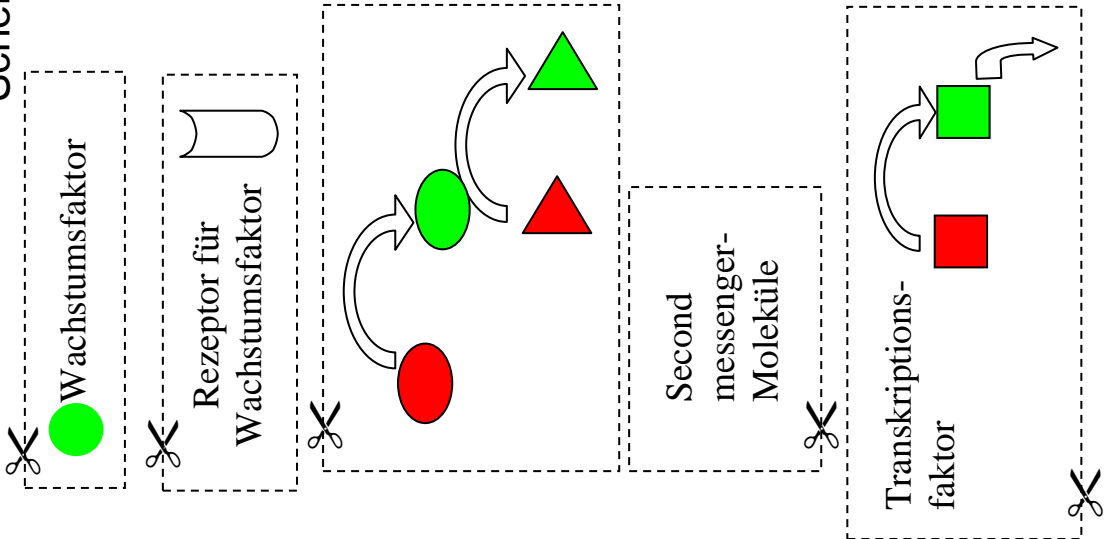 Wachstumsfaktor
Rezeptor für
Wachstumsfaktor
Second
messenger-
Moleküle
Transkriptions-
faktor